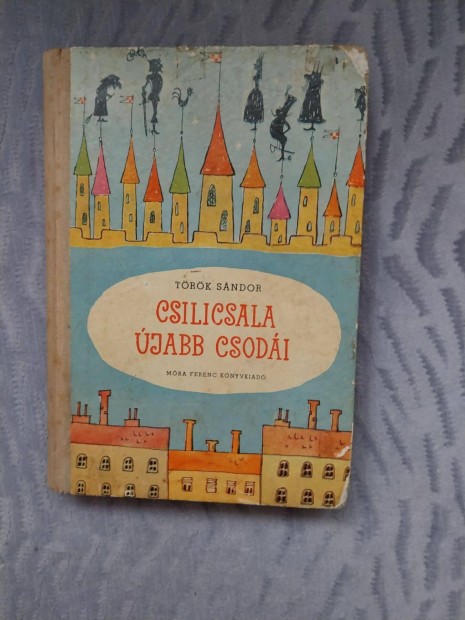 TÖRÖK SÁNDOR
CSILICSALA
ÚJABB CSODÁI
MÓRA FERENC KÖNYVKIADÓ